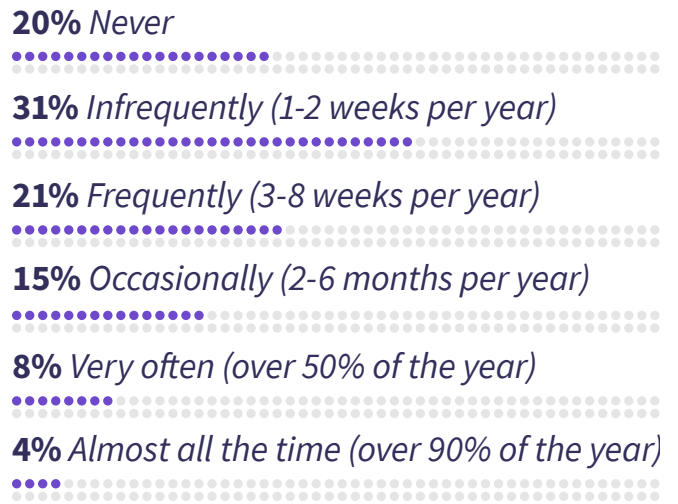 20% Never
31% Infrequently (1-2 weeks per year)
21% Frequently (3-8 weeks per year)
15% Occasionally (2-6 months per year)
8% Very often (over 50% of the year)
4% Almost all the time (over 90% of the year)